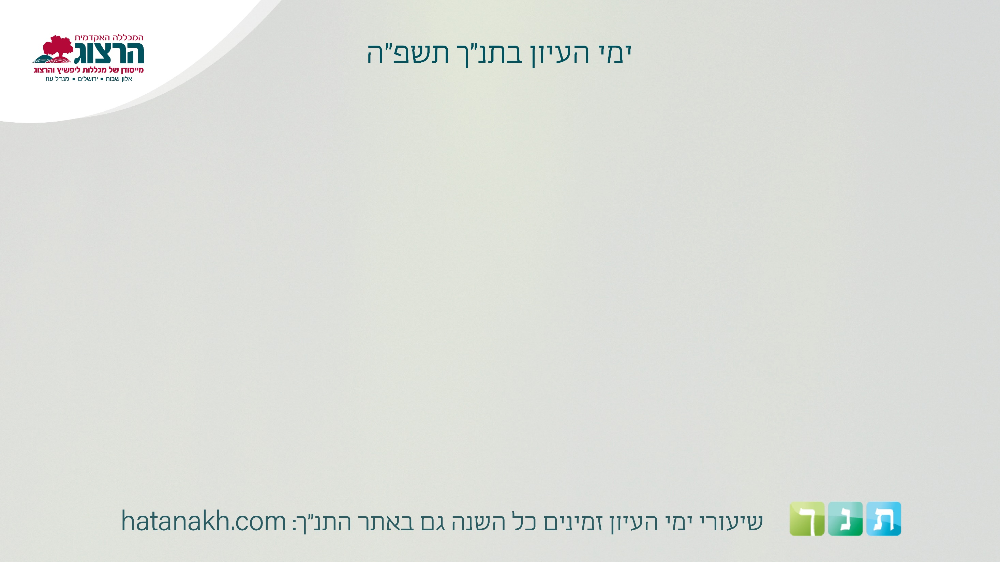 המכללה האקדמית
הרצוג
מייסודן של מכללות ליפשיץ והרצוג
אלון שבות ▪ ירושלים ▪ מגדל עוז
ימי העיון בתנ"ך תשפ"ה
תנך
שיעורי ימי העיון זמינים כל השנה גם באתר התנ"ך: hatanakh.com